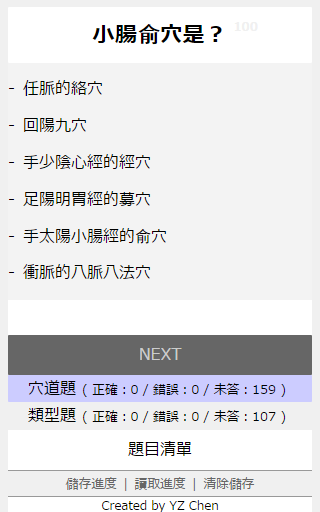 小腸俞穴是？ 100
- 任脈的絡穴
- 回陽九穴
- 手少陰心經的經穴
- 足陽明胃經的募穴
- 手太陽小腸經的俞穴
- 衝脈的八脈八法穴
NEXT
穴道題 ( 正確：0 / 錯誤：0 / 未答：159 )
類型題 ( 正確：0 / 錯誤：0 / 未答：107 )
題目清單
儲存進度 | 讀取進度 | 清除儲存
Created by YZ Chen